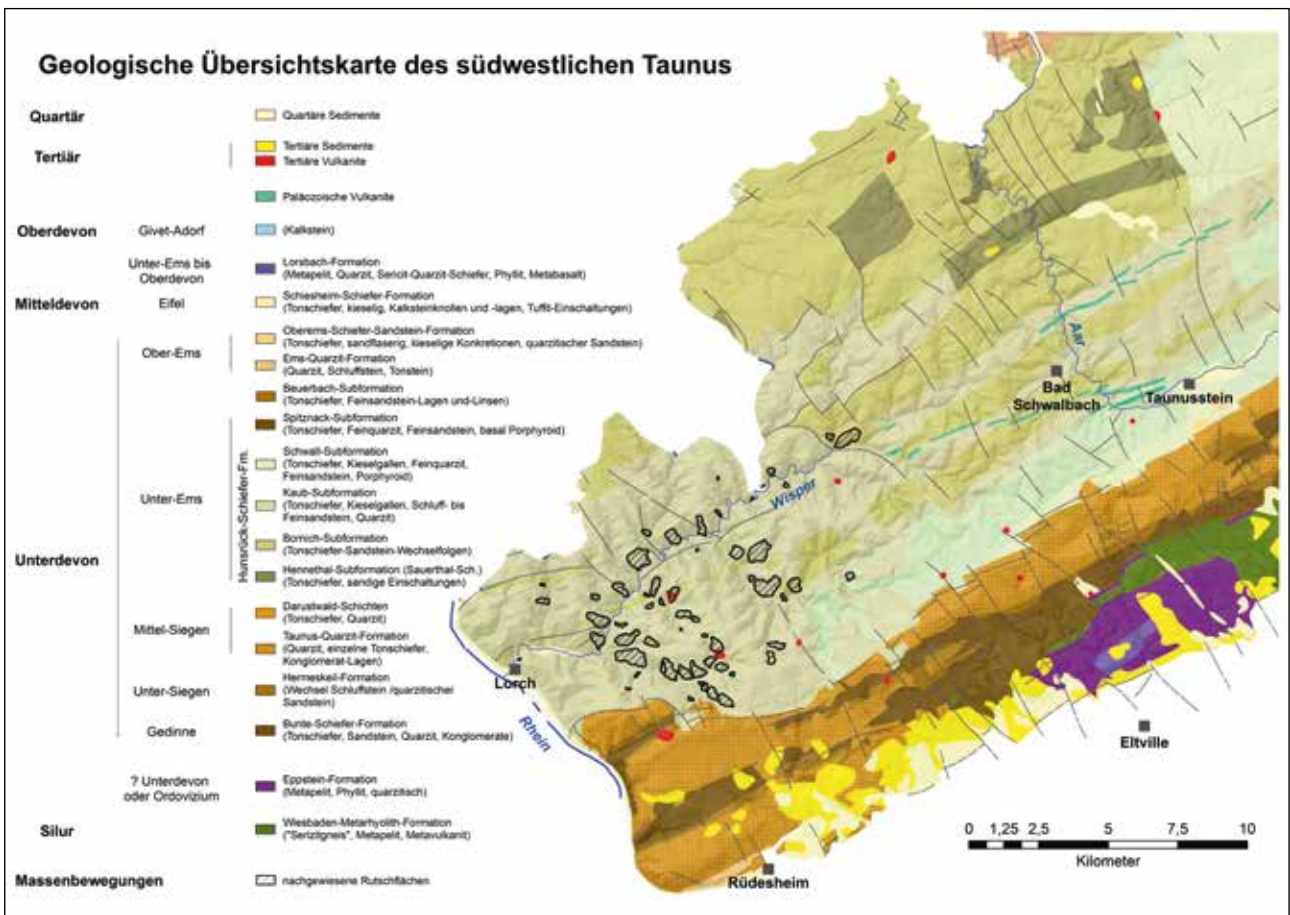 Geologische Übersichtskarte des südwestlichen Taunus
Quartär
Quartäre Sedimente
Tertiär
Tertiäre Sedimente
Tertiäre Vulkanite
Paläozoische Vulkanite
Oberdevon
Givet-Adorf
(Kalkstein)
Unter-Ems bis
Oberdevon
Lorsbach-Formation
(Metapelit, Quarzit, Sericit-Quarzit-Schiefer, Phyllit, Metabasalt)
Mitteldevon
Eifel
Schiesheim-Schiefer-Formation
(Tonschiefer, kieselig, Kalksteinknollen und -lagen, Tuffit-Einschaltungen)
Unterdevon
Ober-Ems
Oberems-Schiefer-Sandstein-Formation
(Tonschiefer, sandflaserig, kieselige Konkretionen, quarzitischer Sandstein)
Ems-Quarzit-Formation
(Quarzit, Schluffstein, Tonstein)
Beuerbach-Subformation
(Tonschiefer, Feinsandstein-Lagen und-Linsen)
Unter-Ems
Hunsrück-Schiefer-Fm.
Spitznack-Subformation
(Tonschiefer, Feinquarzit, Feinsandstein, basal Porphyroid)
Schwall-Subformation
(Tonschiefer, Kieselgallen, Feinquarzit,
Feinsandstein, Porphyroid)
Kaub-Subformation
(Tonschiefer, Kieselgallen, Schluff- bis
Feinsandstein, Quarzit)
Bornich-Subformation
(Tonschiefer-Sandstein-Wechselfolgen)
Hennethal-Subformation (Sauerthal-Sch.)
(Tonschiefer, sandige Einschaltungen)
Mittel-Siegen
Darustwald-Schichten
(Tonschiefer, Quarzit)
Taunus-Quarzit-Formation
(Quarzit, einzelne Tonschiefer,
Konglomerat-Lagen)
Unter-Siegen
Hermeskeil-Formation
(Wechsel Schluffstein /quarzitischer
Sandstein)
Gedinne
Bunte-Schiefer-Formation
(Tonschiefer, Sandstein, Quarzit, Konglomerate)
? Unterdevon
oder Ordovizium
Eppstein-Formation
(Metapelit, Phyllit, quarzitisch)
Silur
Wiesbaden-Metarhyolith-Formation
("Serizitgneis", Metapelit, Metavulkanit)
Massenbewegungen
nachgewiesene Rutschflächen
Aar
Bad
Schwalbach
Taunusstein
Wisper
Lorch
Rhein
Eltville
Rüdesheim
0 1,25 2,5 5 7,5 10
Kilometer